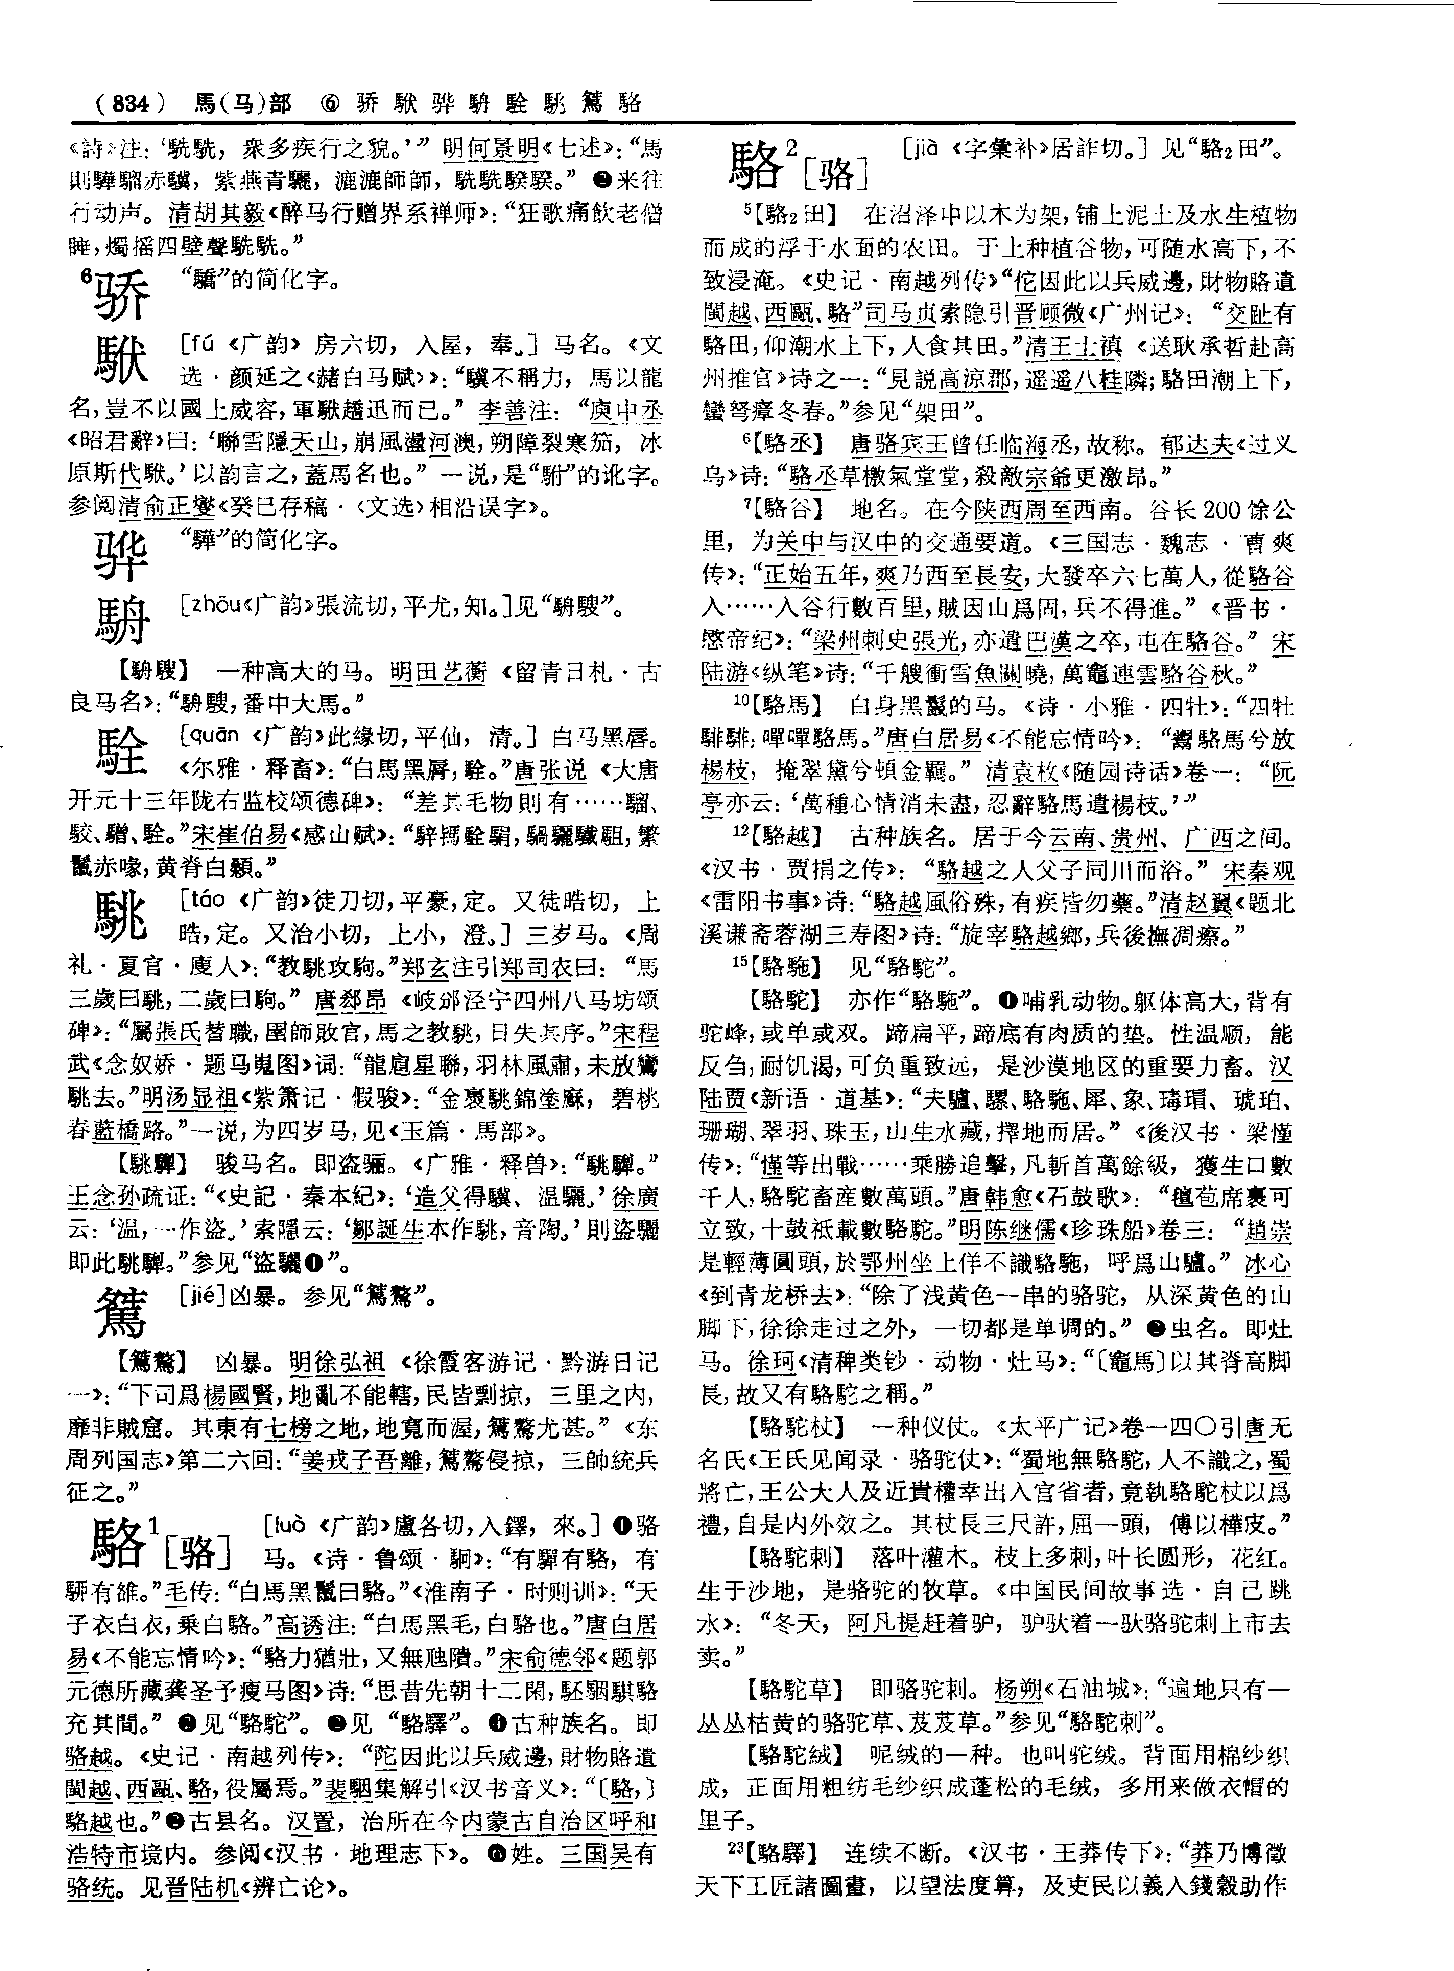 (834) 馬(马)部 ⑥ 骄 馱 骅 駲 駩 駣 䮕 駱
《詩》注：‘駪駪，衆多疾行之貌。’” 明何景明《七述》：“馬
則驊騮赤驥，紫燕青驪，漉漉師師，駪駪騤騤。” ❷来往
行动声。清胡其毅《醉马行赠界系禅师》：“狂歌痛飲老僧
睡，燭摇四壁聲駪駪。”
⁶骄 “驕”的简化字。
[fú 《广韵》 房六切，入屋，奉。] 马名。《文
选·颜延之〈赭白马赋〉》：“驥不稱力，馬以龍
名，豈不以國上威容，軍駥趫迅而已。” 李善注：“庾中丞
《昭君辭》曰：‘聯雪隱天山，崩風盪河澳，朔障裂寒笳，冰
原斯代駥。’以韵言之，蓋馬名也。” 一说，是“駙”的讹字。
参阅清俞正燮《癸巳存稿·〈文选〉相沿误字》。
骅 “驊”的简化字。
駲 [zhōu《广韵》張流切，平尤，知。]见“駲騪”。
【駲騪】 一种高大的马。明田艺蘅《留青日札·古
良马名》：“駲騪，番中大馬。”
駩 [quān 《广韵》此緣切，平仙，清。] 白马黑唇。
《尔雅·释畜》：“白馬黑脣，駩。”唐张说《大唐
开元十三年陇右监校颂德碑》：“差其毛物則有……騮、
駮、驓、駩。”宋崔伯易《感山赋》：“騂䮑駩騆，騧驪驖駔，繁
鬣赤喙，黄脊白顙。”
駣 [táo 《广韵》徒刀切，平豪，定。又徒晧切，上
晧，定。又治小切，上小，澄。] 三岁马。《周
礼·夏官·廋人》：“教駣攻駒。”郑玄注引郑司农曰：“馬
三歲曰駣，二歲曰駒。” 唐郄昂《岐邠泾宁四州八马坊颂
碑》：“屬張氏替職，圉師敗官，馬之教駣，日失其序。”宋程
武《念奴娇·题马嵬图》词：“龍扈星聯，羽林風肅，未放鸞
駣去。”明汤显祖《紫箫记·假骏》：“金褭駣錦塗穌，碧桃
春藍橋路。”一说，为四岁马，见《玉篇·馬部》。
【駣騨】 骏马名。即盗骊。《广雅·释兽》：“駣騨。”
王念孙疏证：“《史記·秦本紀》：‘造父得驥、温驪。’徐廣
云：‘温，一作盜。’索隱云：‘鄒誕生本作駣，音陶。’則盜驪
即此駣騨。”参见“盜驪❶”。
[jié]凶暴。参见“䮕驁”。
【䮕驁】 凶暴。明徐弘祖《徐霞客游记·黔游日记
一》：“下司爲楊國賢，地亂不能轄，民皆剽掠，三里之内，
靡非賊窟。其東有七榜之地，地寬而渥，䮕驁尤甚。” 《东
周列国志》第二六回：“姜戎子吾離，䮕驁侵掠，三帥統兵
征之。”
駱¹[骆] [luò 《广韵》盧各切，入鐸，來。] ❶骆
马。《诗·鲁颂·駉》：“有驒有駱，有
駵有雒。”毛传：“白馬黑鬣曰駱。”《淮南子·时则训》：“天
子衣白衣，乘白駱。”高诱注：“白馬黑毛，白駱也。”唐白居
易《不能忘情吟》：“駱力猶壯，又無虺隤。”宋俞德邻《题郭
元德所藏龚圣予瘦马图》诗：“思昔先朝十二閑，駓駰騏駱
充其間。” ❷见“駱駝”。❸见 “駱驛”。❹古种族名。即
骆越。《史记·南越列传》：“陀因此以兵威邊，財物賂遺
閩越、西甌、駱，役屬焉。”裴駰集解引《汉书音义》：“〔駱，〕
駱越也。”❺古县名。汉置，治所在今内蒙古自治区呼和
浩特市境内。参阅《汉书·地理志下》。❻姓。三国吴有
骆统。见晋陆机《辨亡论》。
駱²[骆] [jià 《字彙补》居詐切。] 见“駱₂田”。
⁵【駱₂田】 在沼泽中以木为架，铺上泥土及水生植物
而成的浮于水面的农田。于上种植谷物，可随水高下，不
致浸淹。《史记·南越列传》“佗因此以兵威邊，財物賂遺
閩越、西甌、駱”司马贞索隐引晋顾微《广州记》：“交趾有
駱田，仰潮水上下，人食其田。”清王士禛《送耿承哲赴高
州推官》诗之一：“見説高涼郡，遥遥八桂隣；駱田潮上下，
蠻弩瘴冬春。”参见“架田”。
⁶【駱丞】 唐骆宾王曾任临海丞，故称。郁达夫《过义
乌》诗：“駱丞草檄氣堂堂，殺敵宗爺更激昂。”
⁷【駱谷】 地名。在今陕西周至西南。谷长200馀公
里，为关中与汉中的交通要道。《三国志·魏志·曹爽
传》：“正始五年，爽乃西至長安，大發卒六七萬人，從駱谷
入……入谷行數百里，賊因山爲固，兵不得進。” 《晋书·
愍帝纪》：“梁州刺史張光，亦遣巴漢之卒，屯在駱谷。” 宋
陆游《纵笔》诗：“千艘衝雪魚關曉，萬竈連雲駱谷秋。”
¹⁰【駱馬】 白身黑鬣的马。《诗·小雅·四牡》：“四牡
騑騑，嘽嘽駱馬。”唐白居易《不能忘情吟》：“鬻駱馬兮放
楊枝，掩翠黛兮頓金羈。” 清袁枚《随园诗话》卷一：“阮
亭亦云：‘萬種心情消未盡，忍辭駱馬遺楊枝。’”
¹²【駱越】 古种族名。居于今云南、贵州、广西之间。
《汉书·贾捐之传》：“駱越之人父子同川而浴。” 宋秦观
《雷阳书事》诗：“駱越風俗殊，有疾皆勿藥。”清赵翼《题北
溪谦斋蓉湖三寿图》诗：“旋宰駱越鄉，兵後撫凋瘵。”
¹⁵【駱駞】 见“駱駝”。
【駱駝】 亦作“駱駞”。❶哺乳动物。躯体高大，背有
驼峰，或单或双。蹄扁平，蹄底有肉质的垫。性温顺，能
反刍，耐饥渴，可负重致远，是沙漠地区的重要力畜。汉
陆贾《新语·道基》：“夫驢、騾、駱駞、犀、象、瑇瑁、琥珀、
珊瑚、翠羽、珠玉，山生水藏，擇地而居。” 《後汉书·梁慬
传》：“慬等出戰……乘勝追擊，凡斬首萬餘級，獲生口數
千人，駱駝畜産數萬頭。”唐韩愈《石鼓歌》：“氈苞席裹可
立致，十鼓祇載數駱駝。”明陈继儒《珍珠船》卷三：“趙崇
是輕薄圓頭，於鄂州坐上佯不識駱駞，呼爲山驢。” 冰心
《到青龙桥去》：“除了浅黄色一串的骆驼，从深黄色的山
脚下，徐徐走过之外，一切都是单调的。” ❷虫名。即灶
马。徐珂《清稗类钞·动物·灶马》：“〔竈馬〕以其脊高脚
長，故又有駱駝之稱。”
【駱駝杖】 一种仪仗。《太平广记》卷一四〇引唐无
名氏《王氏见闻录·骆驼仗》：“蜀地無駱駝，人不識之，蜀
將亡，王公大人及近貴權幸出入宫省者，竟執駱駝杖以爲
禮，自是内外效之。其杖長三尺許，屈一頭，傅以樺皮。”
【駱駝刺】 落叶灌木。枝上多刺，叶长圆形，花红。
生于沙地，是骆驼的牧草。《中国民间故事选·自己跳
水》：“冬天，阿凡提赶着驴，驴驮着一驮骆驼刺上市去
卖。”
【駱駝草】 即骆驼刺。杨朔《石油城》：“遍地只有一
丛丛枯黄的骆驼草、芨芨草。”参见“駱駝刺”。
【駱駝絨】 呢绒的一种。也叫驼绒。背面用棉纱织
成，正面用粗纺毛纱织成蓬松的毛绒，多用来做衣帽的
里子。
²³【駱驛】 连续不断。《汉书·王莽传下》：“莽乃博徵
天下工匠諸圖畫，以望法度算，及吏民以義入錢穀助作